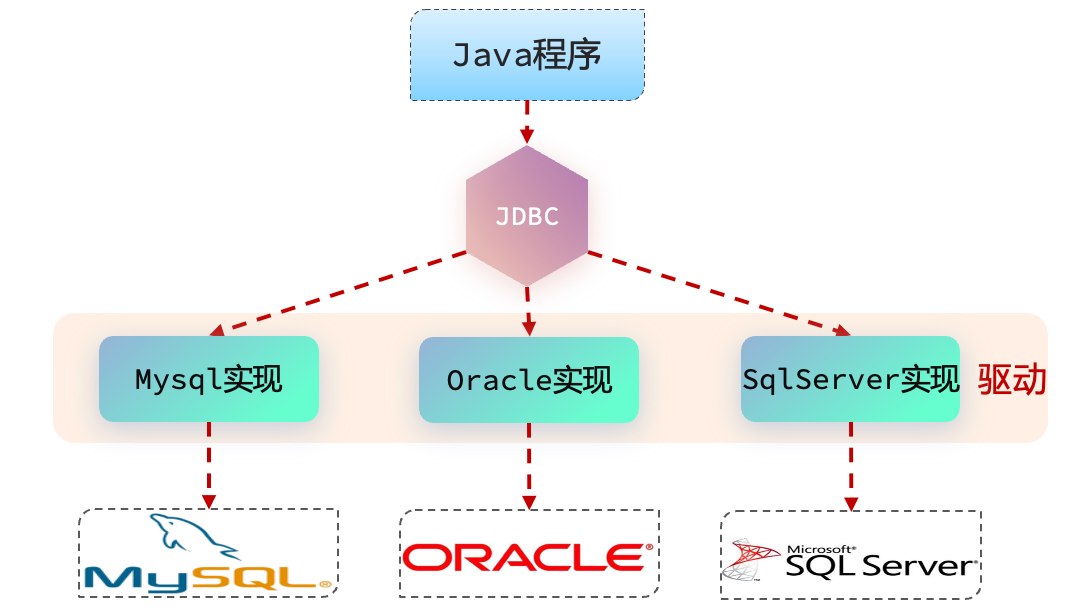 Java程序
JDBC
Mysql实现
Oracle实现
SqlServer实现
驱动
MySQL®
ORACLE®
Microsoft®
SQL Server®